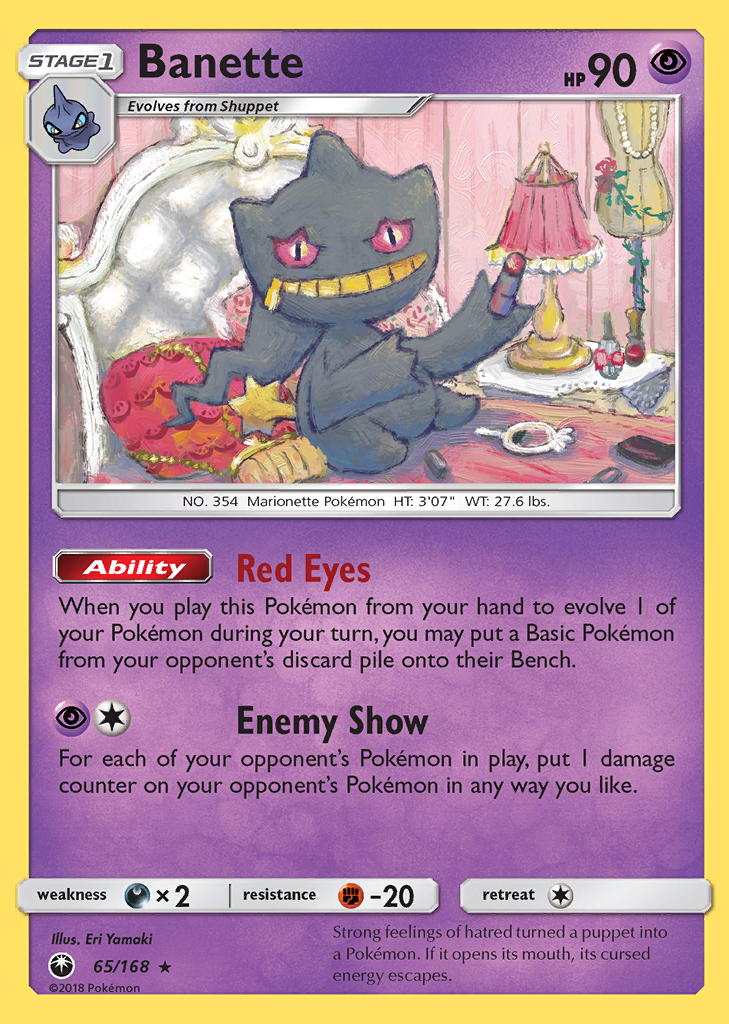 STAGE1
Banette
HP 90
Evolves from Shuppet
NO. 354 Marionette Pokémon HT: 3'07" WT: 27.6 lbs.
Ability Red Eyes
When you play this Pokémon from your hand to evolve 1 of
your Pokémon during your turn, you may put a Basic Pokémon
from your opponent's discard pile onto their Bench.
Enemy Show
For each of your opponent's Pokémon in play, put 1 damage
counter on your opponent's Pokémon in any way you like.
weakness ×2 resistance -20 retreat
Illus. Eri Yamaki
65/168 ★
©2018 Pokémon
Strong feelings of hatred turned a puppet into
a Pokémon. If it opens its mouth, its cursed
energy escapes.